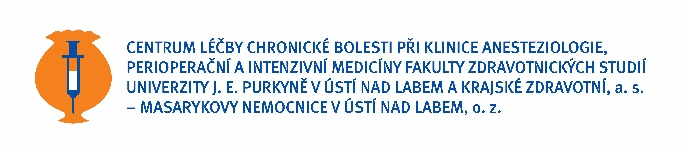 CENTRUM LÉČBY CHRONICKÉ BOLESTI PŘI KLINICE ANESTEZIOLOGIE,
PERIOPERAČNÍ A INTENZIVNÍ MEDICÍNY FAKULTY ZDRAVOTNICKÝCH STUDIÍ
UNIVERZITY J. E. PURKYNĚ V ÚSTÍ NAD LABEM A KRAJSKÉ ZDRAVOTNÍ, a. s.
– MASARYKOVY NEMOCNICE V ÚSTÍ NAD LABEM, o. z.